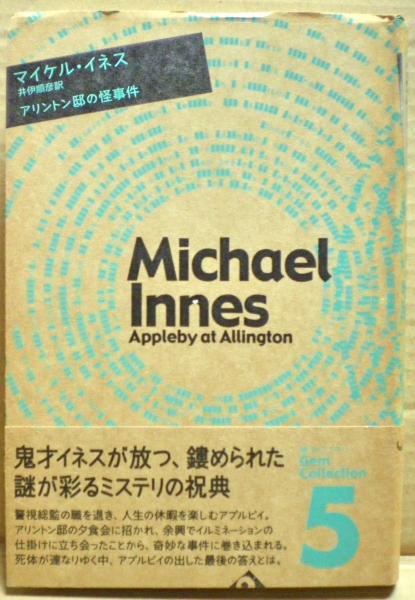 マイケル・イネス
井伊順彦訳
アリントン邸の怪事件
Michael
Innes
Appleby at Allington
鬼才イネスが放つ、鏤められた
謎が彩るミステリの祝典
警視総監の職を退き、人生の休暇を楽しむアプルビイ。
アリントン邸の夕食会に招かれ、余興でイルミネーションの
仕掛けに立ち会ったことから、奇妙な事件に巻き込まれる。
死体が連なりゆく中、アプルビイの出した最後の答えとは。
Gem
Collection
5